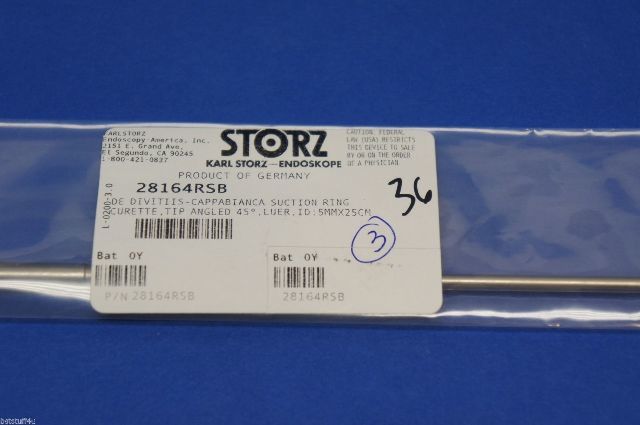 KARLSTORZ
Endoscopy-America, Inc.
2151 E. Grand Ave.
El Segundo, CA 90245
1-800-421-0837
STORZ
KARL STORZ—ENDOSKOPE
CAUTION: FEDERAL
LAW (USA) RESTRICTS
THIS DEVICE TO SALE
BY OR ON THE ORDER
OF A PHYSICIAN.
PRODUCT OF GERMANY
28164RSB
36
L-0200-3.0
DE DIVITIIS-CAPPABIANCA SUCTION RING
CURETTE,TIP ANGLED 45°,LUER,ID:5MMX25CM
3
Bat OY
Bat OY
P/N 28164RSB
28164RSB
batstuff4u